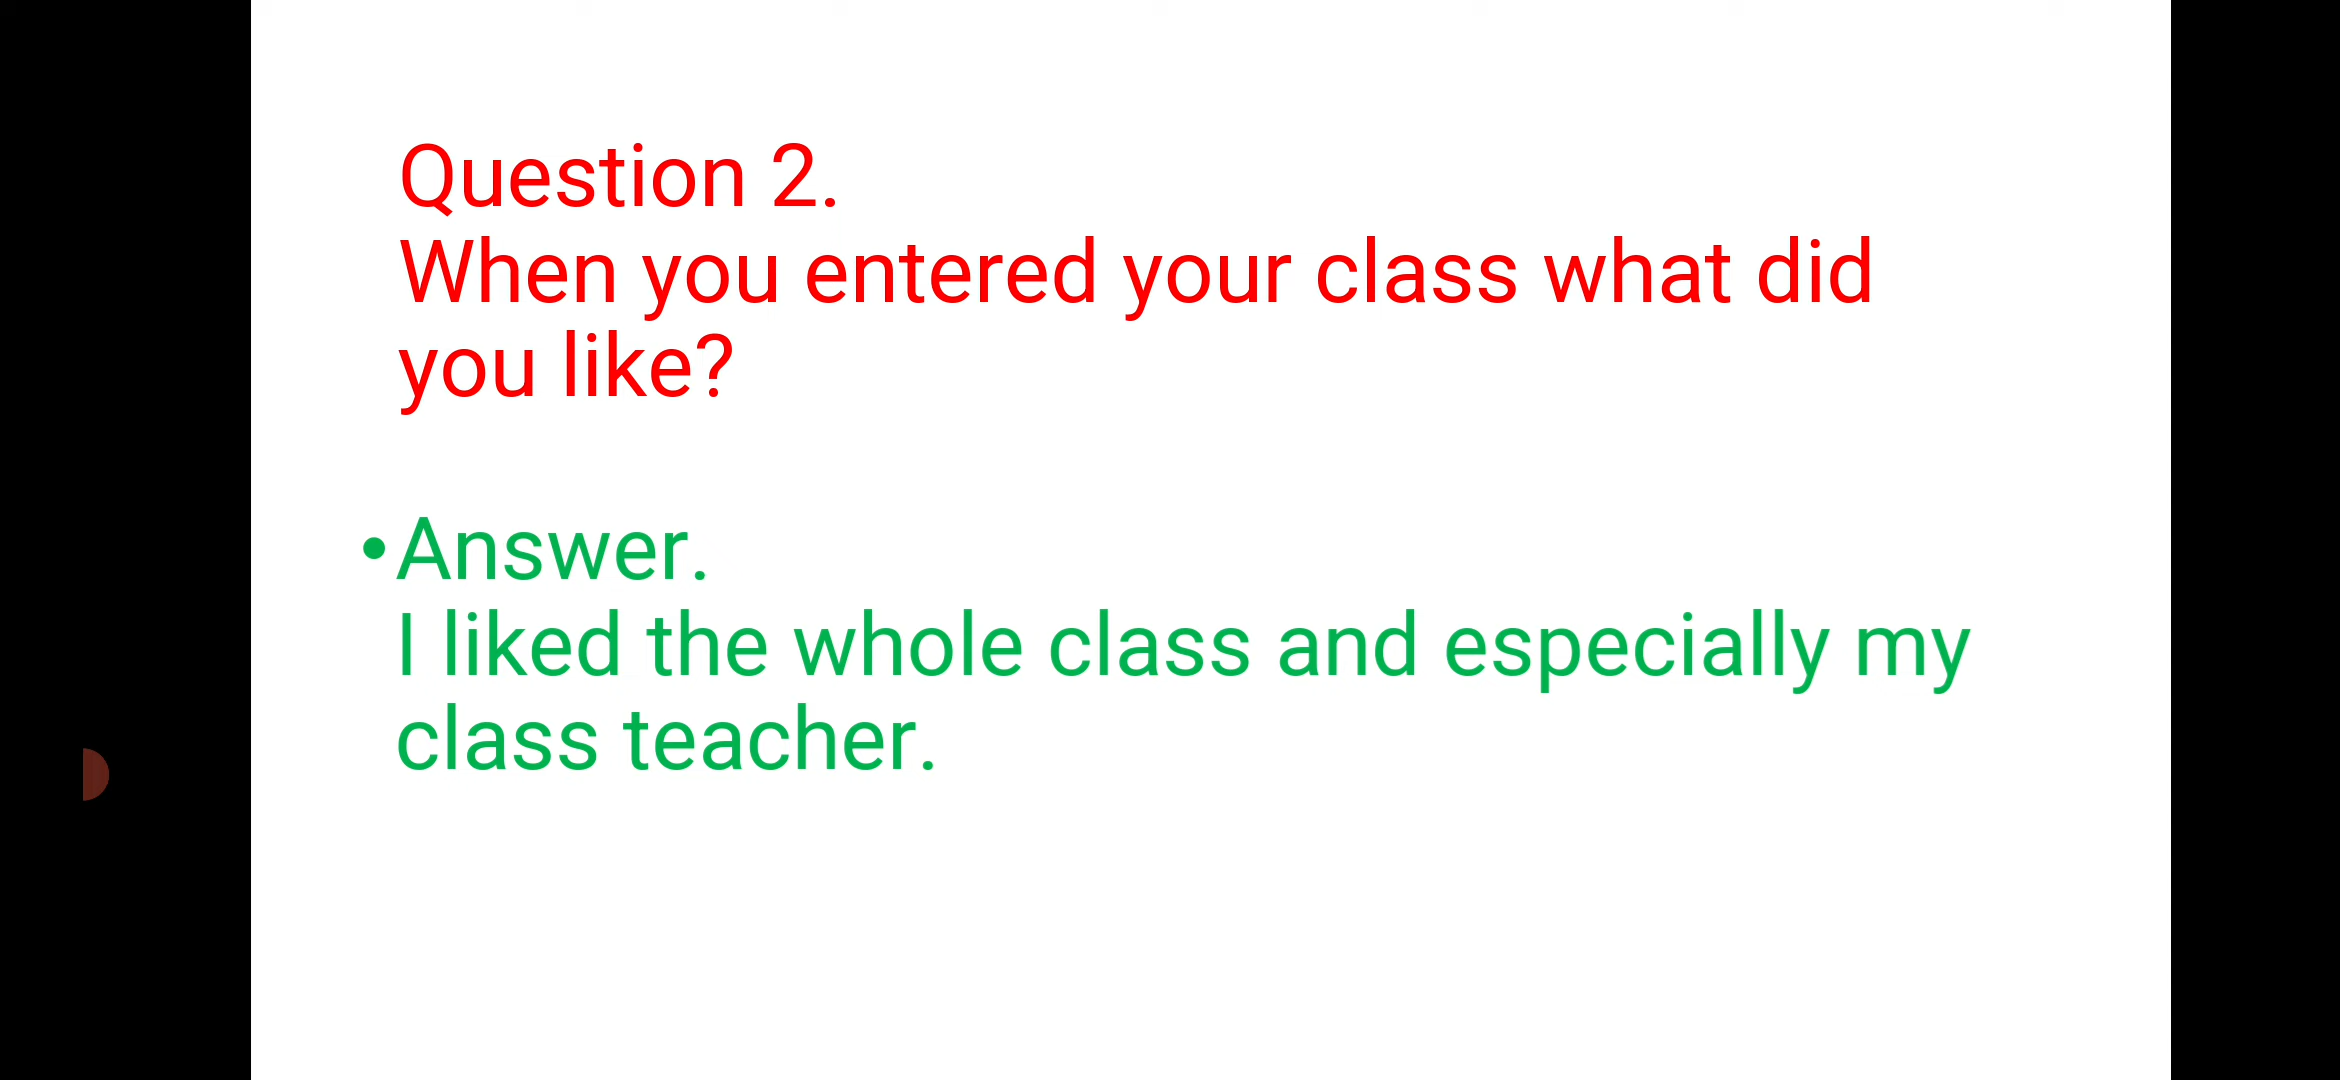 Question 2.
When you entered your class what did
you like?
•Answer.
I liked the whole class and especially my
class teacher.